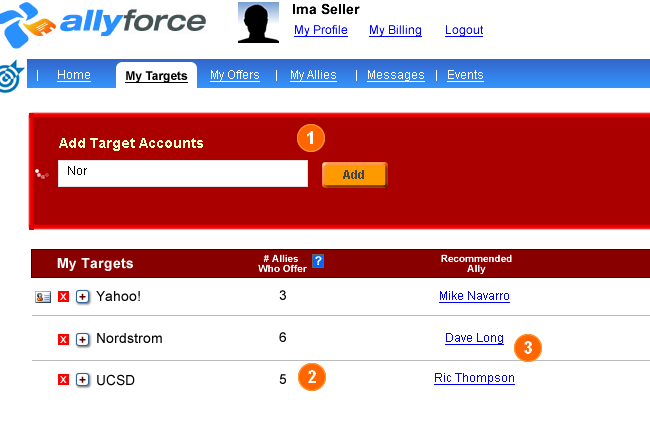 allyforce
Ima Seller
My Profile My Billing Logout
| Home My Targets My Offers | My Allies | Messages | Events
Add Target Accounts 1
Nor Add
My Targets # Allies Who Offer ? Recommended Ally
X + Yahoo! 3 Mike Navarro
X + Nordstrom 6 Dave Long 3
X + UCSD 5 2 Ric Thompson